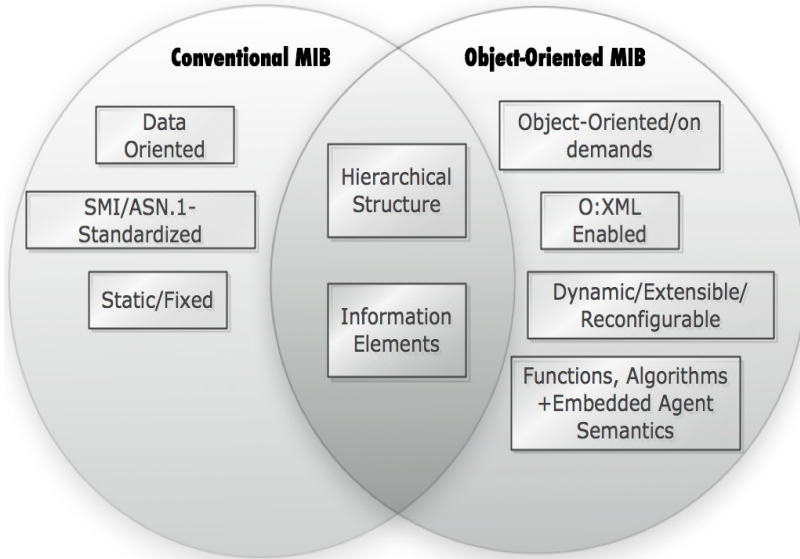 Conventional MIB
Object-Oriented MIB
Data
Oriented
SMI/ASN.1-
Standardized
Static/Fixed
Hierarchical
Structure
Information
Elements
Object-Oriented/on
demands
O:XML
Enabled
Dynamic/Extensible/
Reconfigurable
Functions, Algorithms
+Embedded Agent
Semantics